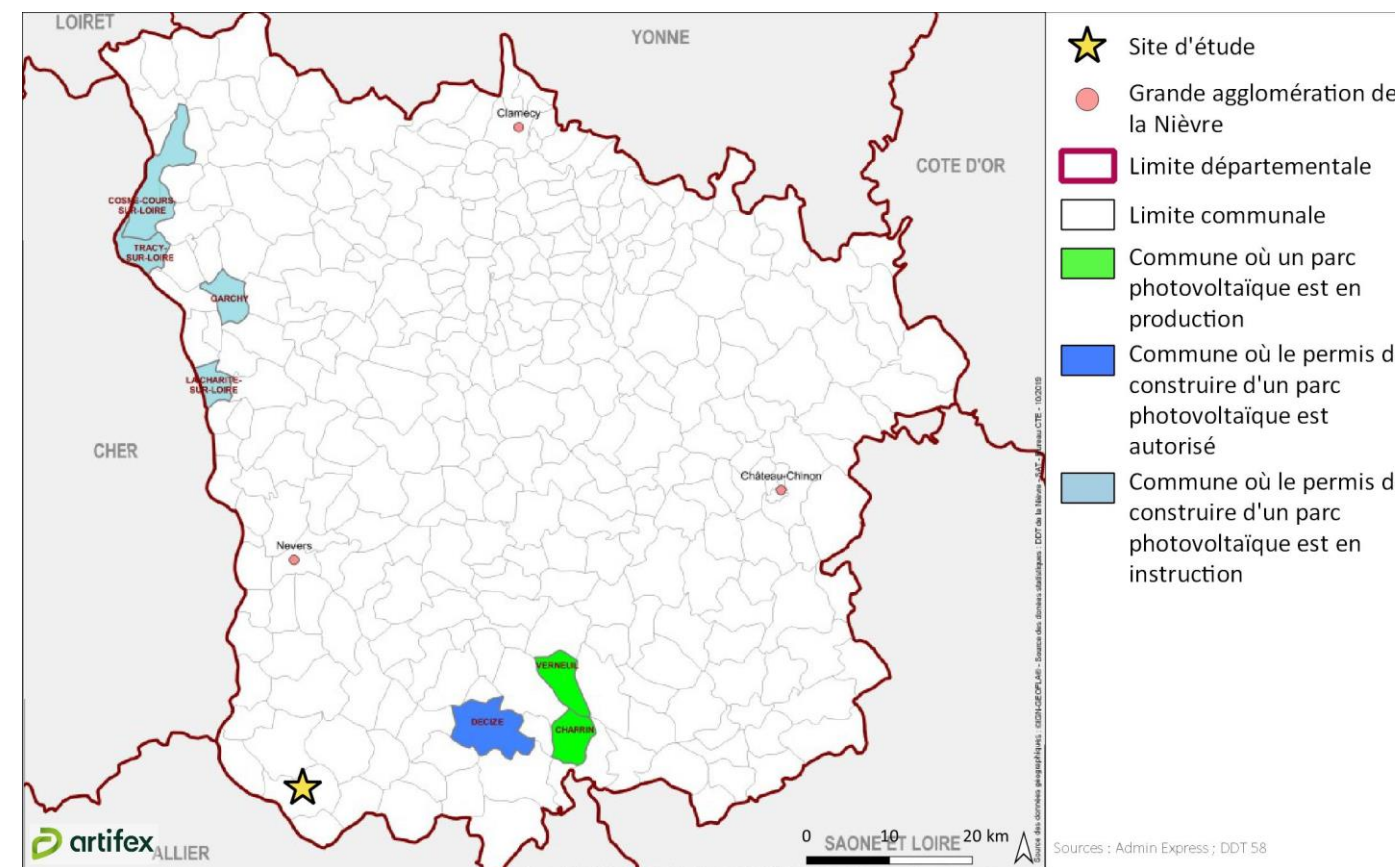 LOIRET
YONNE
Clamecy
COTE D'OR
COSNE-COURS-
SUR-LOIRE
TRACY-
SUR-LOIRE
GARCHY
LA CHARITE-
SUR-LOIRE
CHER
Château-Chinon
Nevers
VERNEUIL
DECIZE
CHARRIN
artifex
ALLIER
SAONE ET LOIRE
0 10 20 km
Site d'étude
Grande agglomération de
la Nièvre
Limite départementale
Limite communale
Commune où un parc
photovoltaïque est en
production
Commune où le permis d
construire d'un parc
photovoltaïque est
autorisé
Commune où le permis d
construire d'un parc
photovoltaïque est en
instruction
Sources : Admin Express ; DDT 58